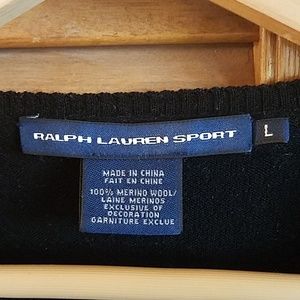 RALPH LAUREN SPORT
L
MADE IN CHINA
FAIT EN CHINE
100% MERINO WOOL/
LAINE MERINOS
EXCLUSIVE OF
DECORATION
GARNITURE EXCLUE